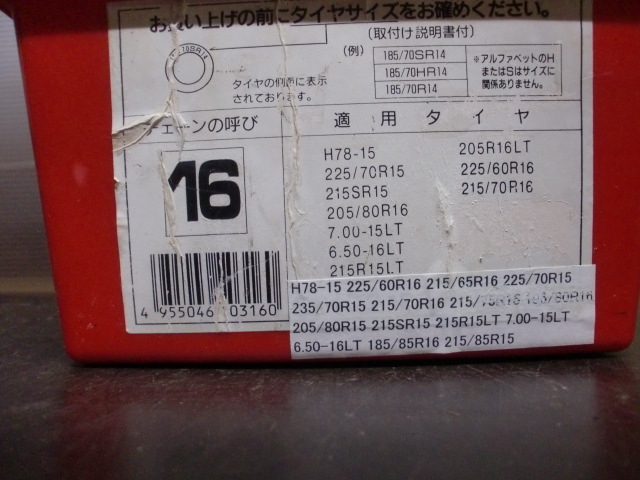 お買い上げの前にタイヤサイズをお確めください。
(取付け説明書付)
70SR14
(例)
185/70SR14
185/70HR14
185/70R14
※アルファベットのH
またはSはサイズに
関係ありません。
タイヤの側面に表示
されております。
チェーンの呼び
適用タイヤ
16
H78-15
205R16LT
225/70R15
225/60R16
215SR15
215/70R16
205/80R16
7.00-15LT
6.50-16LT
215R15LT
4 955046 03160
H78-15 225/60R16 215/65R16 225/70R15
235/70R15 215/70R16 215/75R15 195/80R16
205/80R15 215SR15 215R15LT 7.00-15LT
6.50-16LT 185/85R16 215/85R15